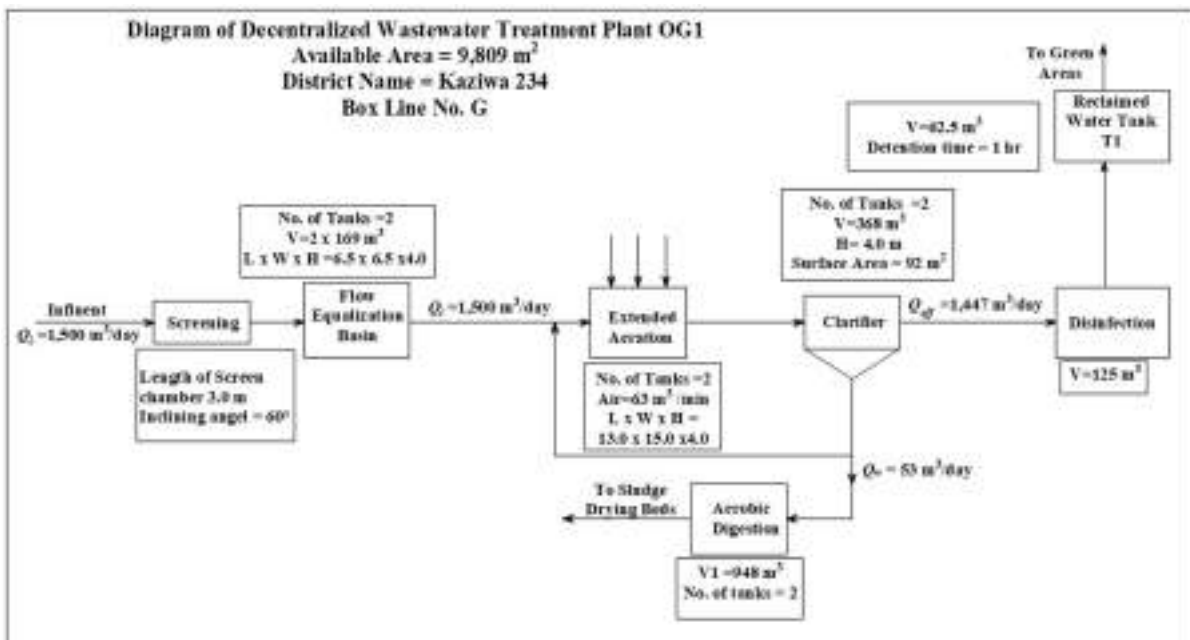 Diagram of Decentralized Wastewater Treatment Plant OG1
Available Area = 9,809 m²
District Name = Kaziwa 234
Box Line No. G
To Green
Areas
Reclaimed
Water Tank
T1
V=62.5 m³
Detention time = 1 hr
No. of Tanks =2
V=2 x 169 m³
L x W x H =6.5 x 6.5 x4.0
No. of Tanks =2
V=368 m³
H= 4.0 m
Surface Area = 92 m²
Influent
Qi =1,500 m³/day
Screening
Flow
Equalization
Basin
Qi =1,500 m³/day
Extended
Aeration
Clarifier
Qeff =1,447 m³/day
Disinfection
V=125 m³
Length of Screen
chamber 3.0 m
Inclining angel = 60°
No. of Tanks=2
Air=63 m³ /min
L x W x H =
13.0 x 15.0 x4.0
Qw = 53 m³/day
To Sludge
Drying Beds
Aerobic
Digestion
V1 =948 m³
No. of tanks = 2